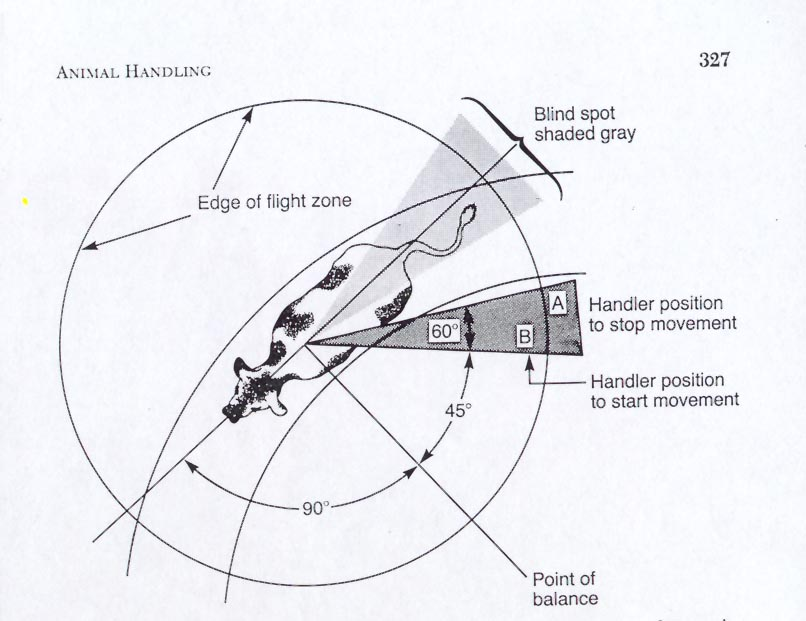 ANIMAL HANDLING
327
Blind spot
shaded gray
Edge of flight zone
A
Handler position
to stop movement
60°
B
Handler position
to start movement
45°
90°
Point of
balance